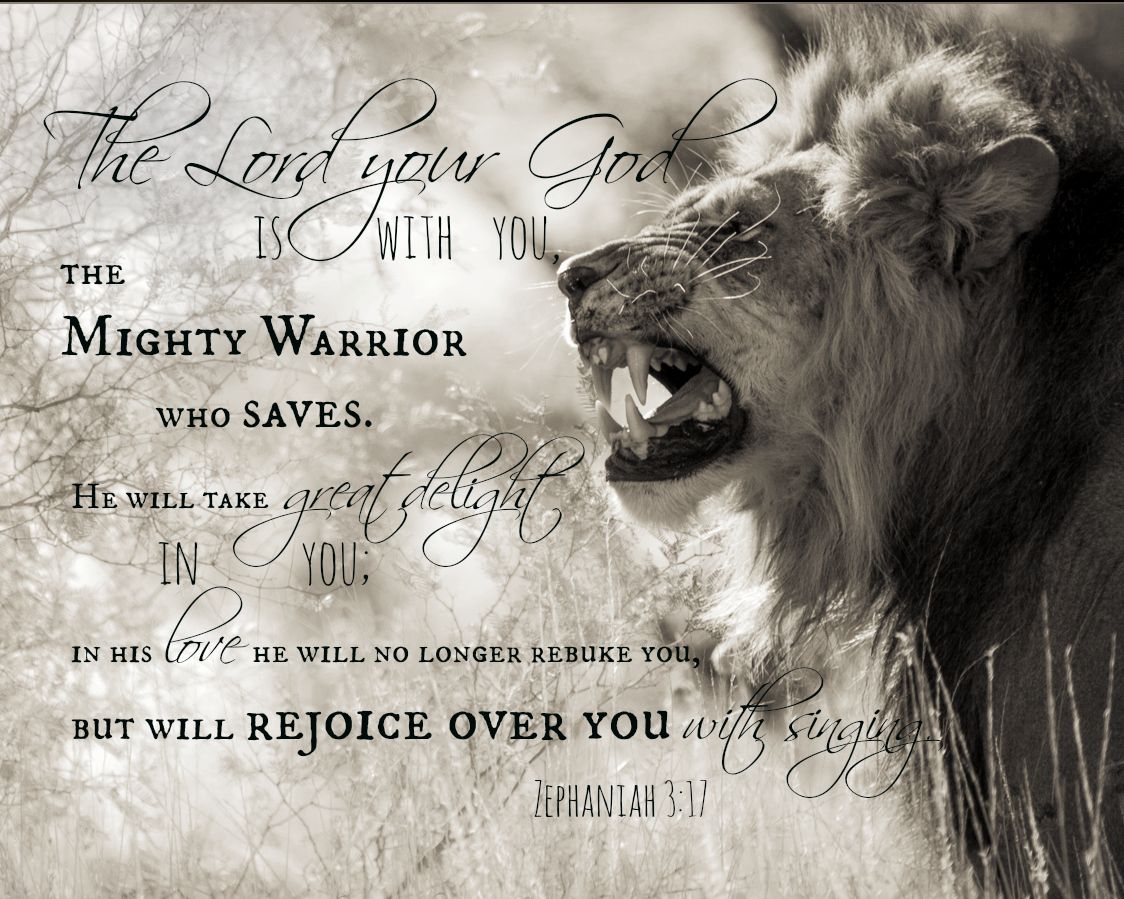 The Lord your God
is with you,
the
Mighty Warrior
who saves.
He will take great delight
in you;
in his love he will no longer rebuke you,
but will rejoice over you with singing.
Zephaniah 3:17